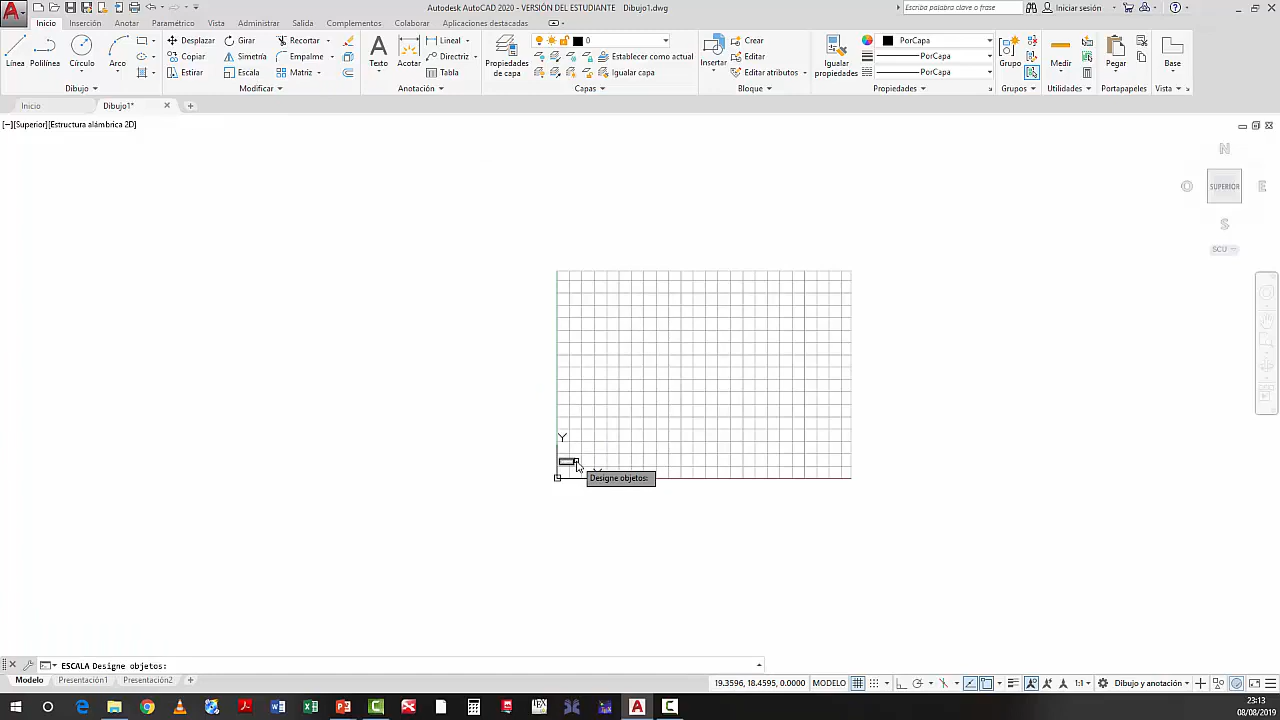 Autodesk AutoCAD 2020 - VERSIÓN DEL ESTUDIANTE Dibujo1.dwg
Escriba palabra clave o frase
Iniciar sesión
Inicio Inserción Anotar Paramétrico Vista Administrar Salida Complementos Colaborar Aplicaciones destacadas
Línea Polilínea Círculo Arco
Desplazar Girar Recortar
Copiar Simetría Empalme
Estirar Escala Matriz
Texto Acotar
Lineal
Directriz
Tabla
Propiedades de capa
0
Establecer como actual
Igualar capa
Insertar
Crear
Editar
Editar atributos
Igualar propiedades
PorCapa
PorCapa
PorCapa
Grupo Medir Pegar Base
Dibujo Modificar Anotación Capas Bloque Propiedades Grupos Utilidades Portapapeles Vista
Inicio Dibujo1*
[−][Superior][Estructura alámbrica 2D]
N
O SUPERIOR E
S
SCU
Y
Designe objetos:
ESCALA Designe objetos:
Modelo Presentación1 Presentación2
19.3596, 18.4595, 0.0000 MODELO 1:1 Dibujo y anotación
23:13
08/08/2019